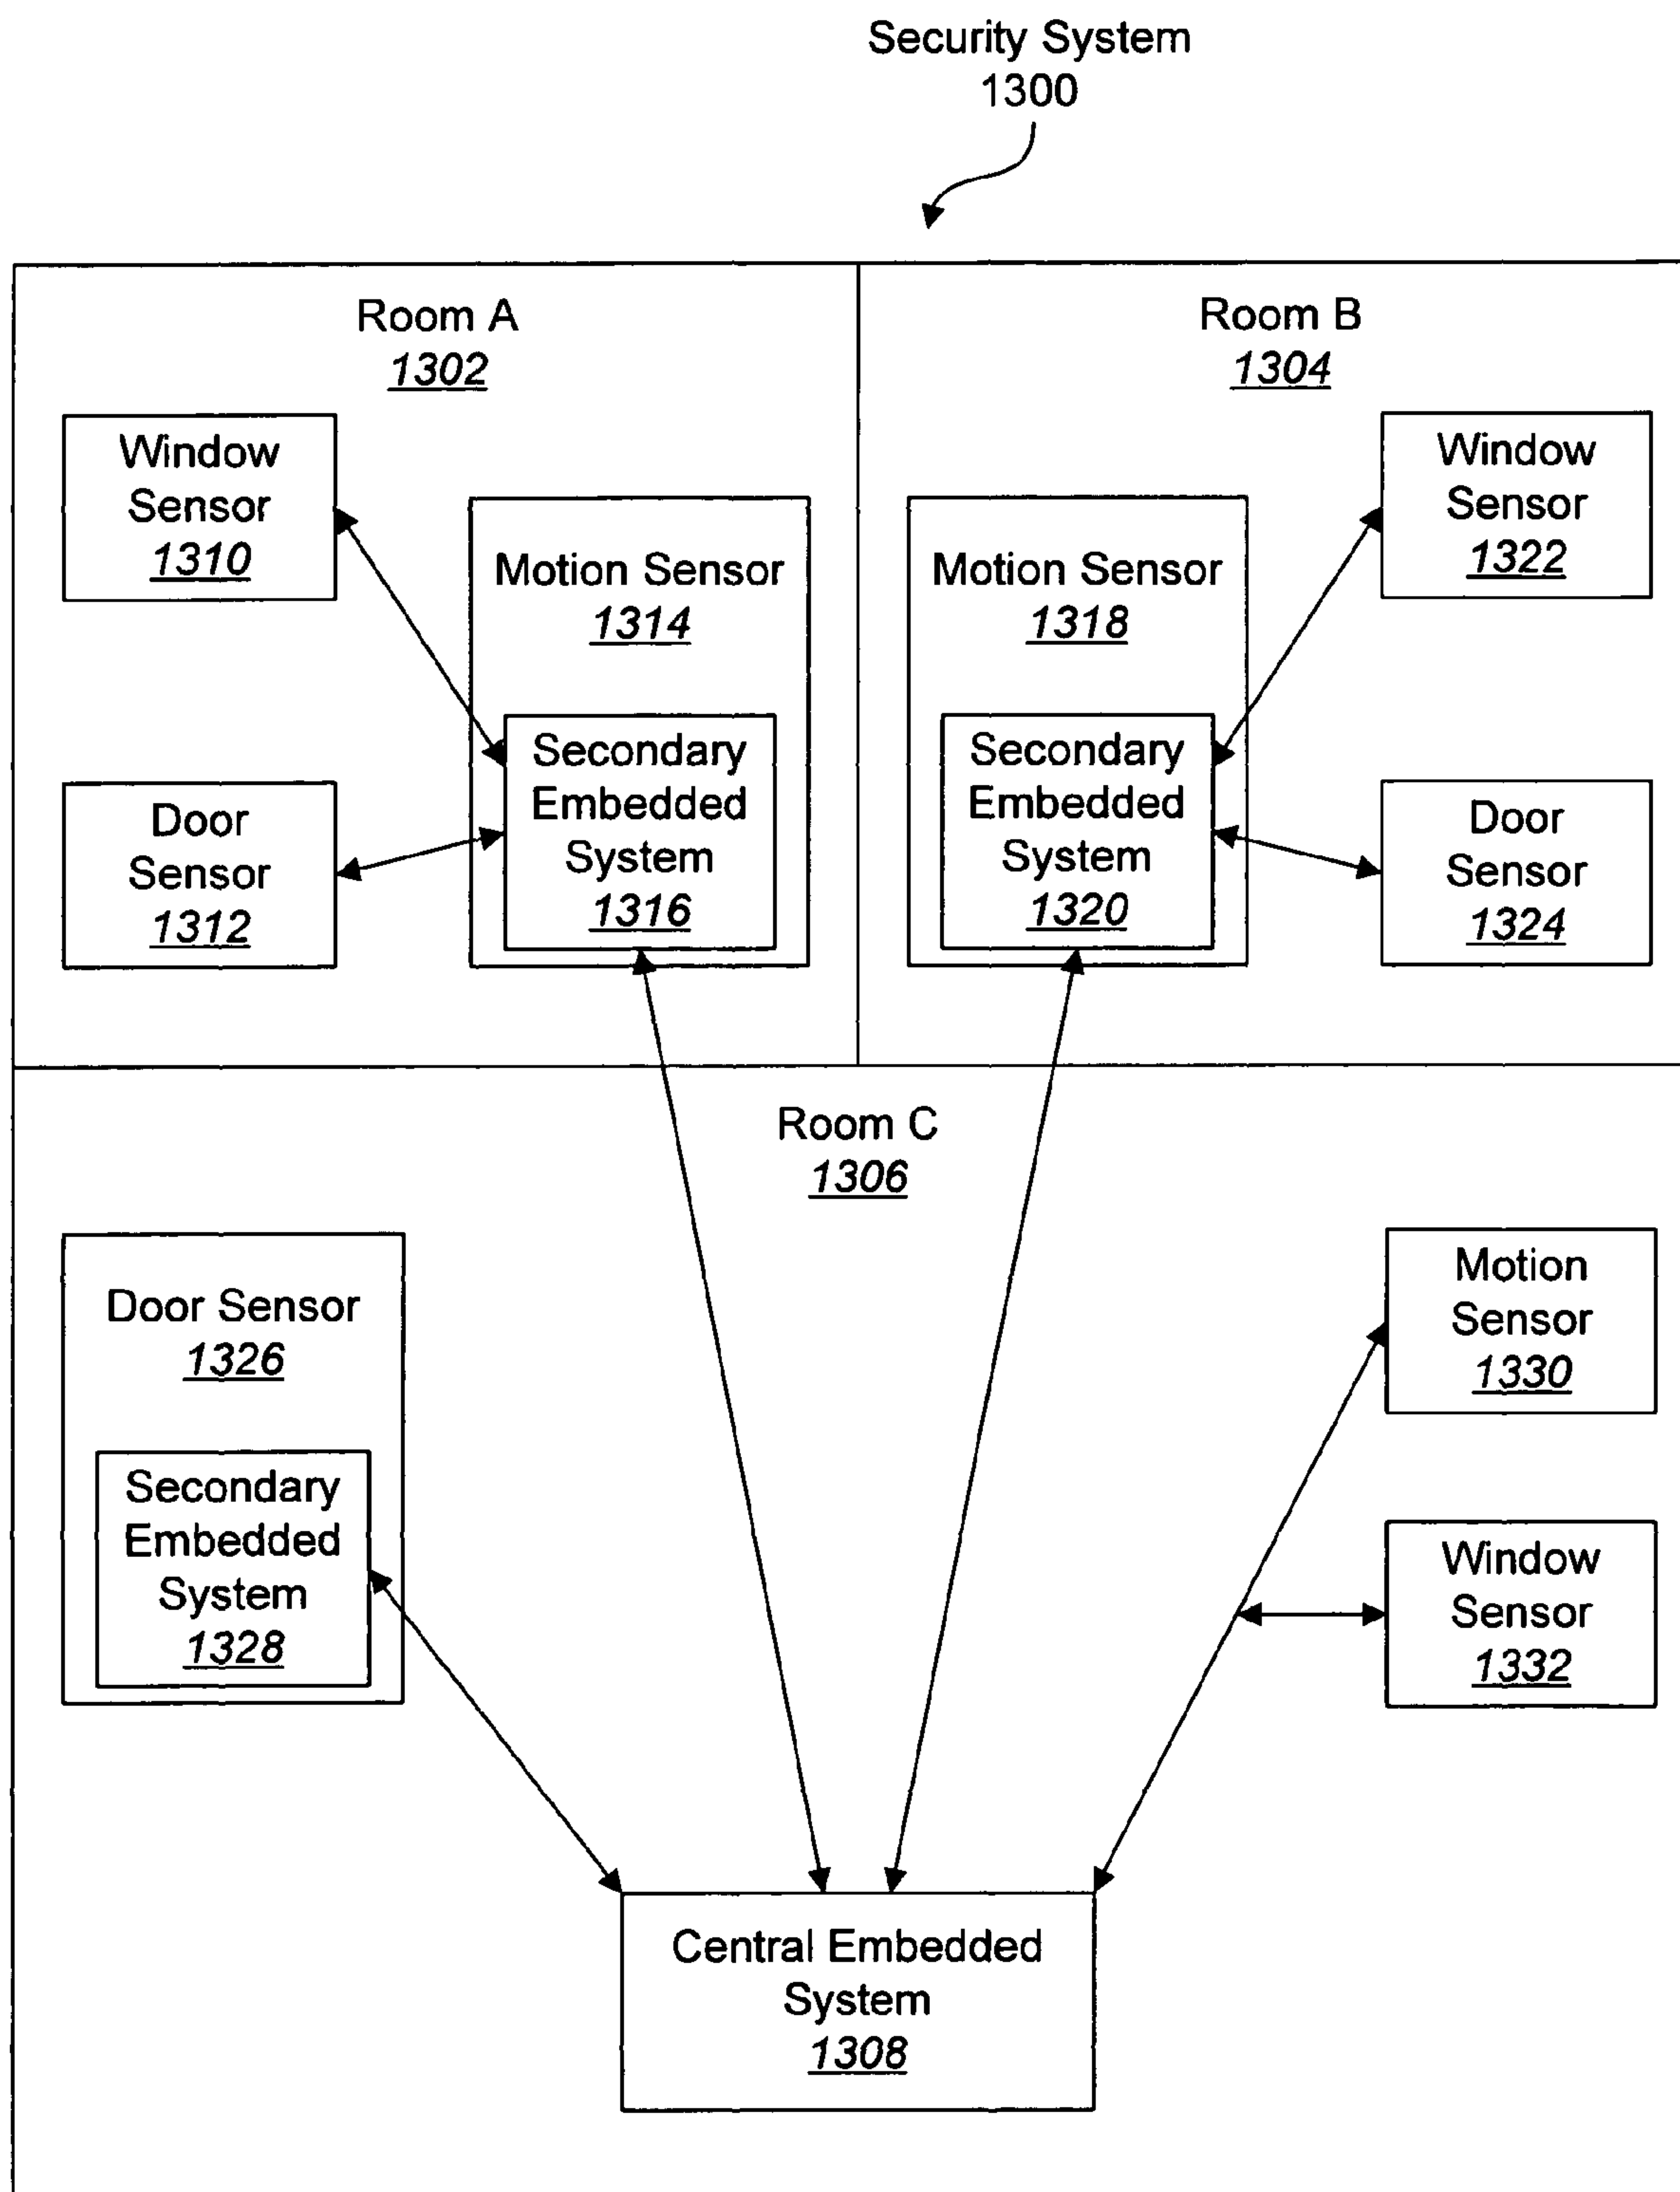 Security System
1300
Room A
1302
Window
Sensor
1310
Motion Sensor
1314
Secondary
Embedded
System
1316
Door
Sensor
1312
Room B
1304
Motion Sensor
1318
Secondary
Embedded
System
1320
Window
Sensor
1322
Door
Sensor
1324
Room C
1306
Door Sensor
1326
Secondary
Embedded
System
1328
Motion
Sensor
1330
Window
Sensor
1332
Central Embedded
System
1308